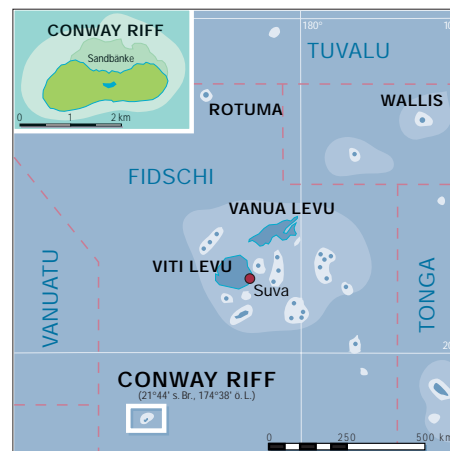 CONWAY RIFF
Sandbänke
0 1 2 km
180°
TUVALU
ROTUMA
WALLIS
FIDSCHI
VANUA LEVU
VITI LEVU
Suva
VANUATU
TONGA
20
CONWAY RIFF
(21°44' s. Br., 174°38' ö. L.)
0 250 500 km